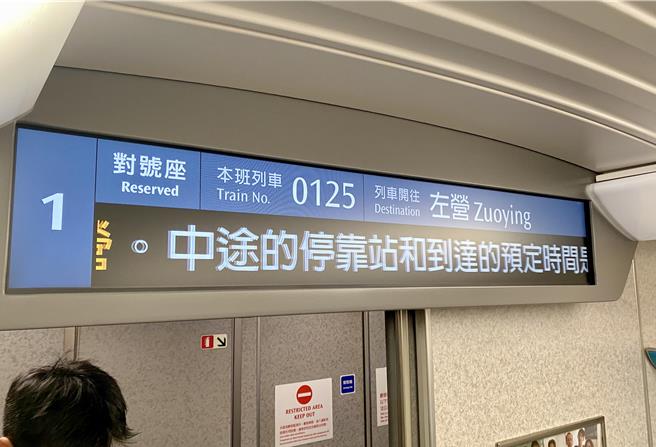 1
對號座
Reserved
本班列車
Train No.
0125
列車開往
Destination
左營 Zuoying
。中途的停靠站和到達的預定時間是
RESTRICTED AREA
KEEP OUT